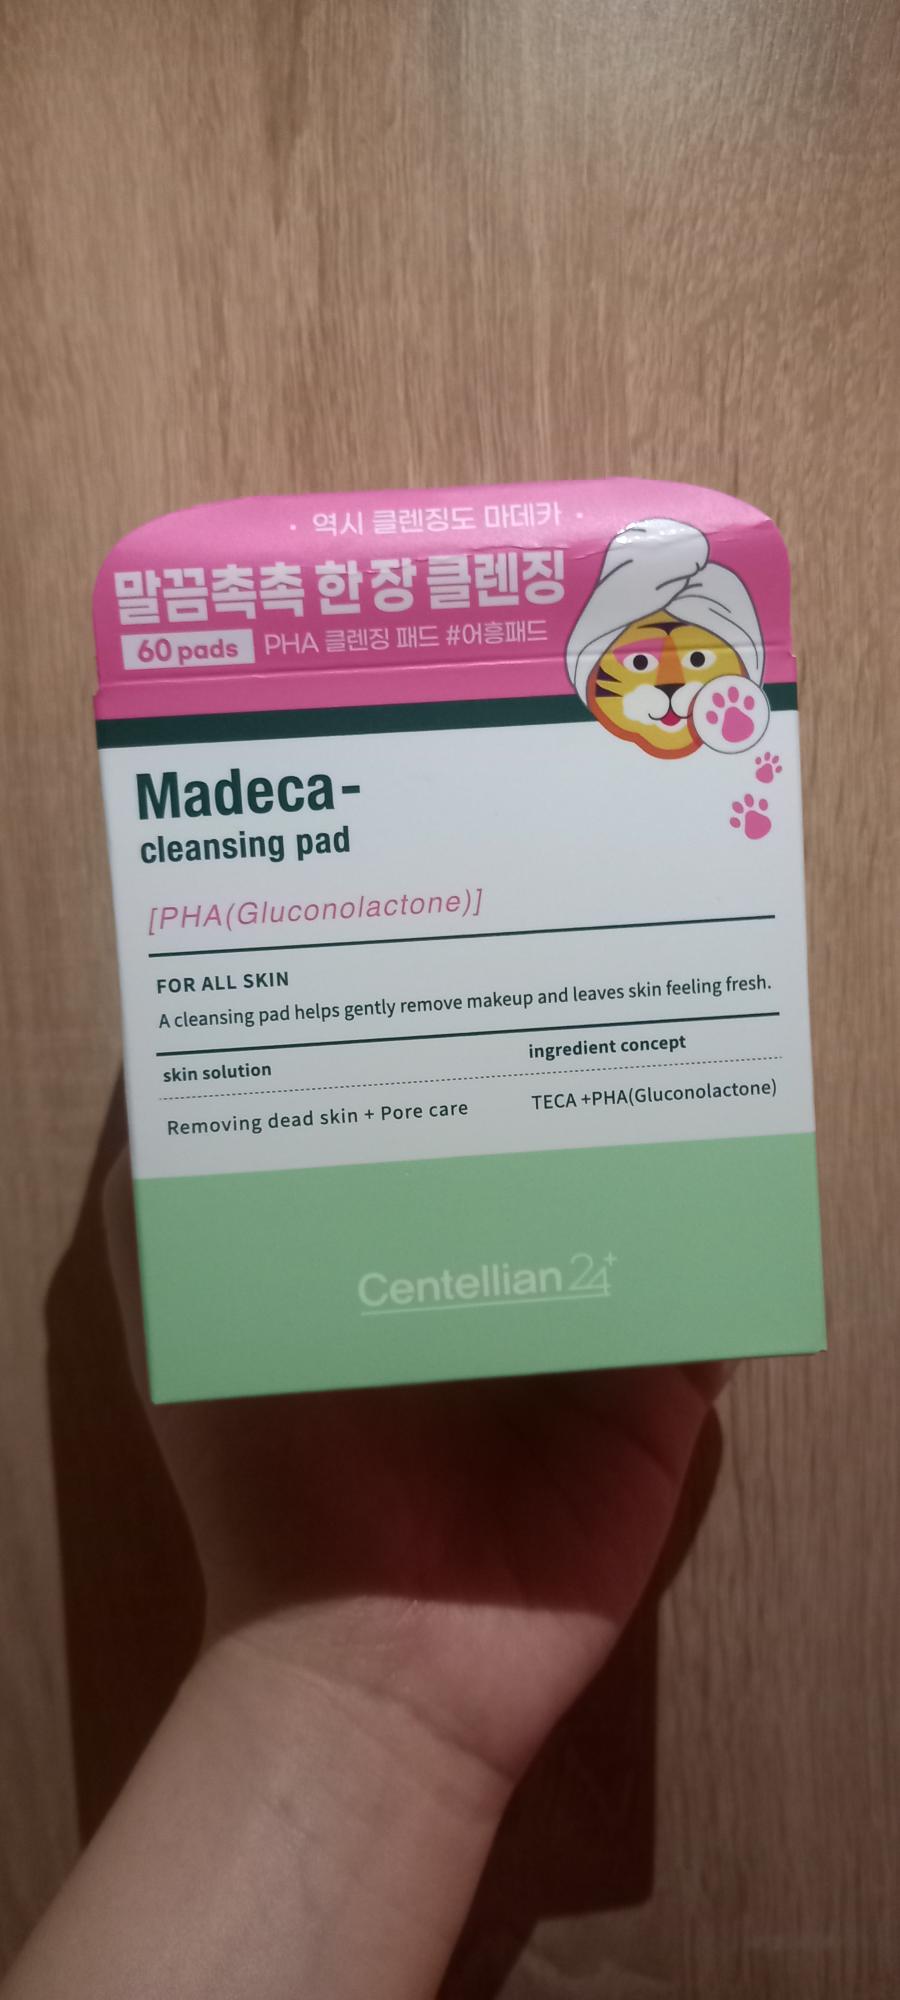 · 역시 클렌징도 마데카 ·
말끔촉촉 한장 클렌징
60 pads PHA 클렌징 패드 #어흥패드
Madeca-
cleansing pad
[PHA(Gluconolactone)]
FOR ALL SKIN
A cleansing pad helps gently remove makeup and leaves skin feeling fresh.
skin solution ingredient concept
Removing dead skin + Pore care TECA +PHA(Gluconolactone)
Centellian 24+